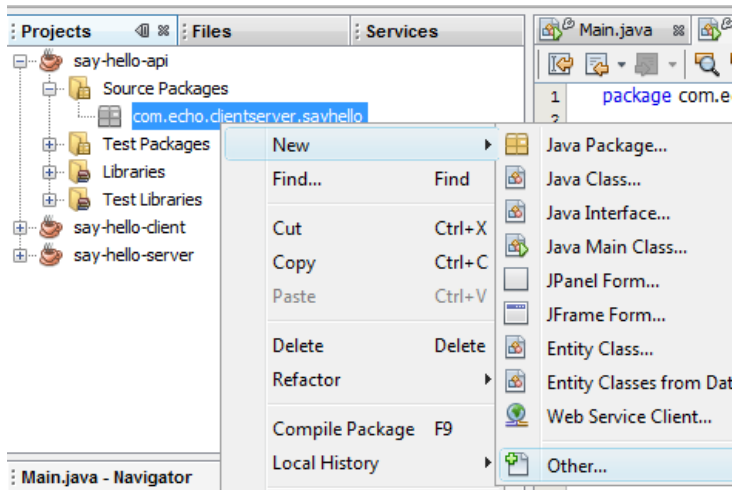 Projects
Files
Services
Main.java
say-hello-api
Source Packages
com.echo.clientserver.sayhello
Test Packages
Libraries
Test Libraries
say-hello-client
say-hello-server
1 package com.e
2
New
Find... Find
Cut Ctrl+X
Copy Ctrl+C
Paste Ctrl+V
Delete Delete
Refactor
Compile Package F9
Local History
Java Package...
Java Class...
Java Interface...
Java Main Class...
JPanel Form...
JFrame Form...
Entity Class...
Entity Classes from Dat
Web Service Client...
Other...
Main.java - Navigator